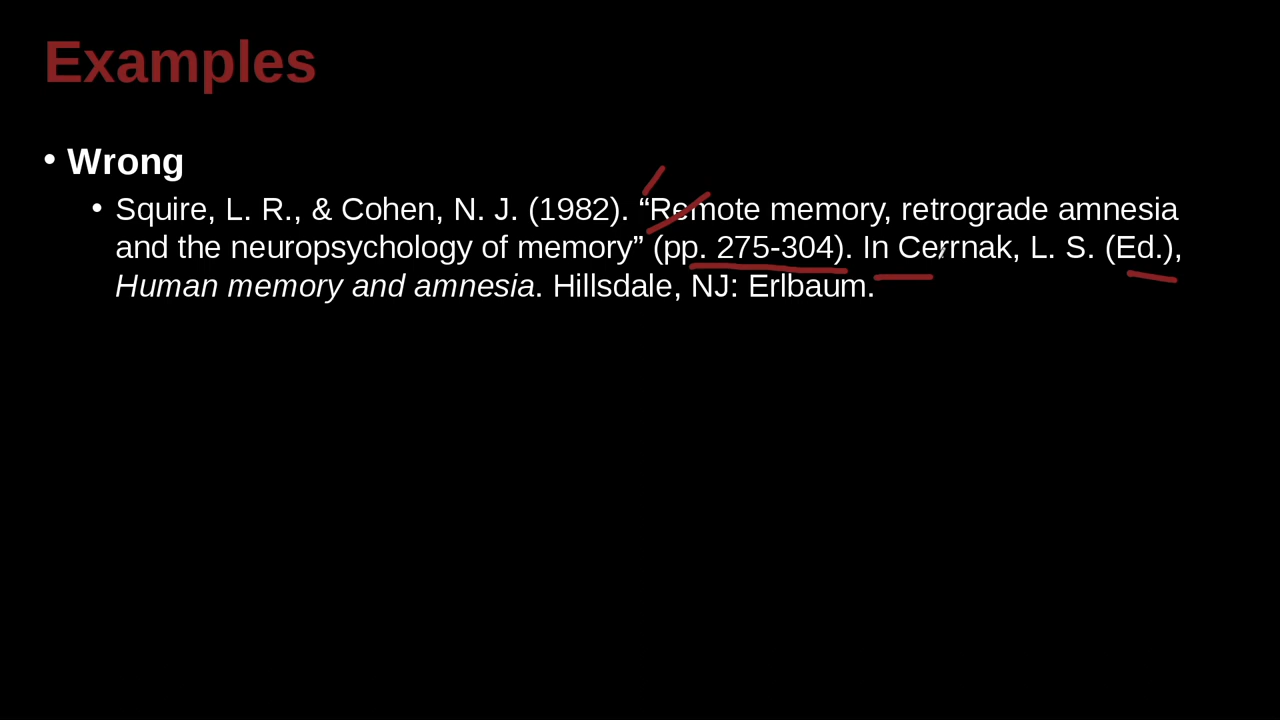 Examples
• Wrong
• Squire, L. R., & Cohen, N. J. (1982). “Remote memory, retrograde amnesia
and the neuropsychology of memory” (pp. 275-304). In Cerrnak, L. S. (Ed.),
Human memory and amnesia. Hillsdale, NJ: Erlbaum.